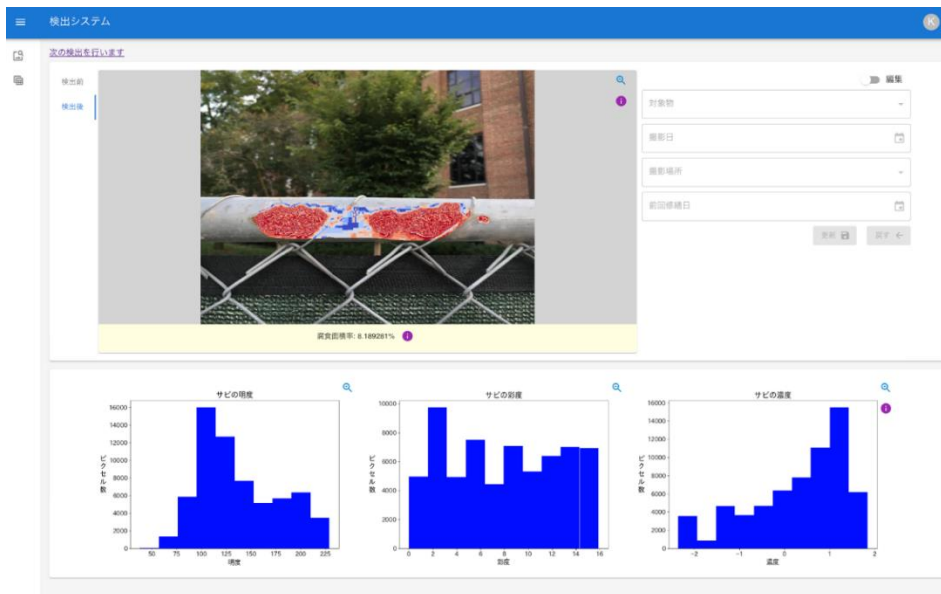 検出システム
K
次の検出を行います
検出前
検出後
編集
対象物
撮影日
撮影場所
前回修繕日
更新
戻す
腐食面積率: 6.189281%
サビの明度
ピクセル数
16000
14000
12000
10000
8000
6000
4000
2000
0
50 75 100 125 150 175 200 225
明度
サビの彩度
ピクセル数
10000
8000
6000
4000
2000
0
0 2 4 6 8 10 12 14 16
彩度
サビの濃度
ピクセル数
16000
14000
12000
10000
8000
6000
4000
2000
0
-2 -1 0 1 2
濃度